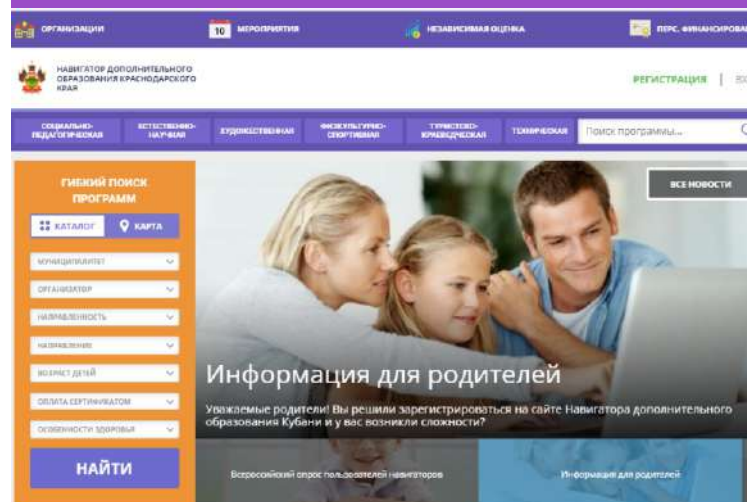 ОРГАНИЗАЦИИ
10 МЕРОПРИЯТИЯ
НЕЗАВИСИМАЯ ОЦЕНКА
ПЕРС. ФИНАНСИРОВА
НАВИГАТОР ДОПОЛНИТЕЛЬНОГО
ОБРАЗОВАНИЯ КРАСНОДАРСКОГО
КРАЯ
РЕГИСТРАЦИЯ | ВХ
СОЦИАЛЬНО-
ПЕДАГОГИЧЕСКАЯ
ЕСТЕСТВЕННО-
НАУЧНАЯ
ХУДОЖЕСТВЕННАЯ
ФИЗКУЛЬТУРНО-
СПОРТИВНАЯ
ТУРИСТСКО-
КРАЕВЕДЧЕСКАЯ
ТЕХНИЧЕСКАЯ
Поиск программы...
ГИБКИЙ ПОИСК
ПРОГРАММ
КАТАЛОГ
КАРТА
МУНИЦИПАЛИТЕТ
ОРГАНИЗАТОР
НАПРАВЛЕННОСТЬ
НАПРАВЛЕНИЕ
ВОЗРАСТ ДЕТЕЙ
ОПЛАТА СЕРТИФИКАТОМ
ОСОБЕННОСТИ ЗДОРОВЬЯ
НАЙТИ
ВСЕ НОВОСТИ
Информация для родителей
Уважаемые родители! Вы решили зарегистрироваться на сайте Навигатора дополнительного
образования Кубани и у вас возникли сложности?
Всероссийский опрос пользователей навигаторов
Информация для родителей